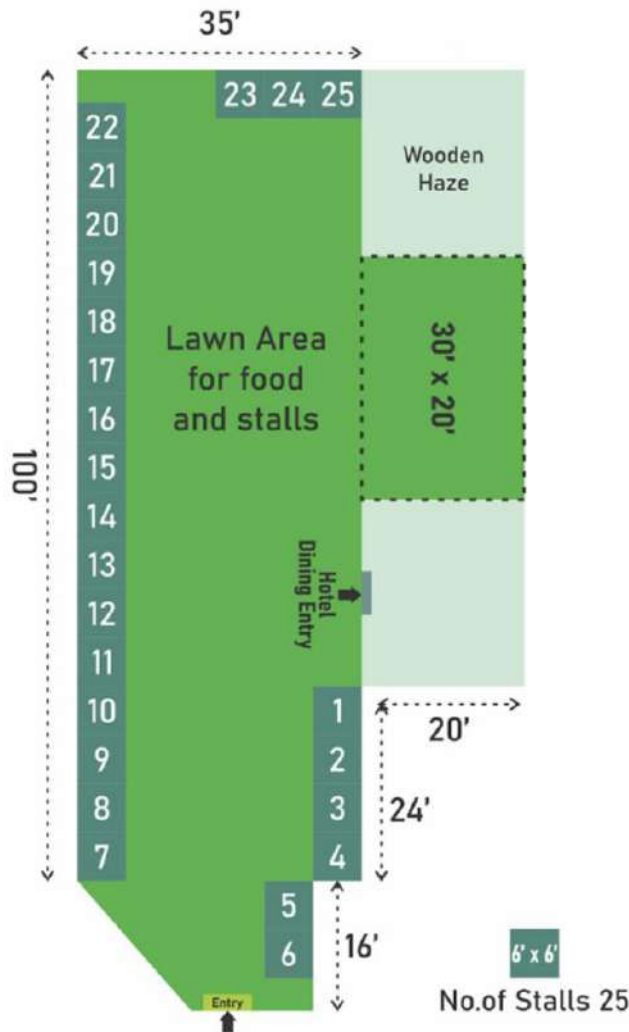 35'
23 24 25
22
21
20
19
18
17
16
15
14
13
12
11
10
9
8
7
Wooden
Haze
Lawn Area
for food
and stalls
30' x 20'
100'
Hotel
Dining Entry
1
2
3
4
20'
24'
5
6
16'
Entry
6' x 6'
No.of Stalls 25